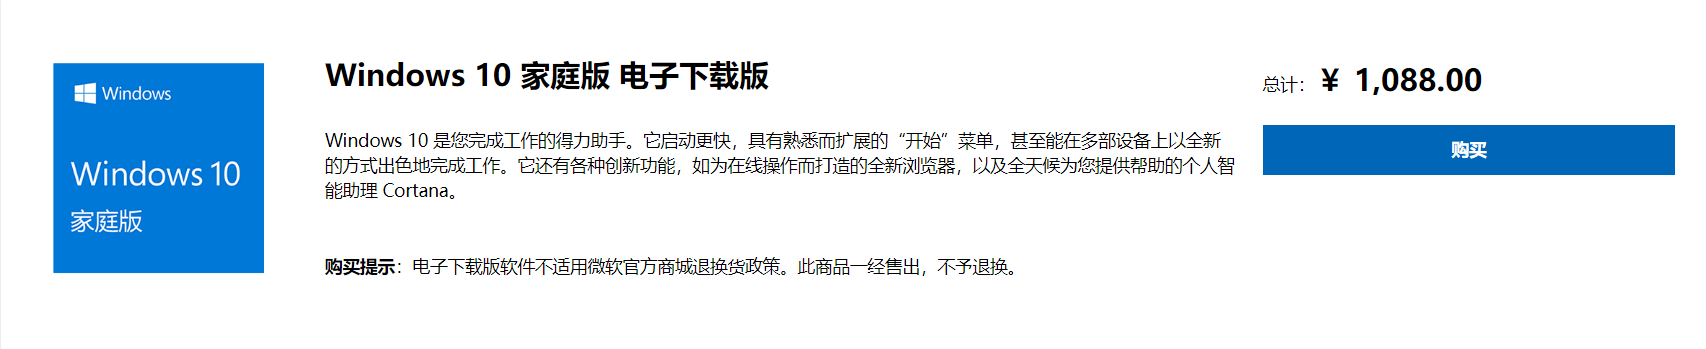 Windows
Windows 10
家庭版
Windows 10 家庭版 电子下载版
Windows 10 是您完成工作的得力助手。它启动更快，具有熟悉而扩展的“开始”菜单，甚至能在多部设备上以全新
的方式出色地完成工作。它还有各种创新功能，如为在线操作而打造的全新浏览器，以及全天候为您提供帮助的个人智
能助理 Cortana。
购买提示：电子下载版软件不适用微软官方商城退换货政策。此商品一经售出，不予退换。
总计： ¥ 1,088.00
购买